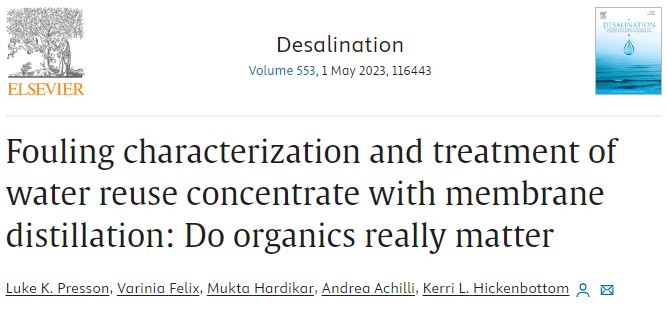 ELSEVIER
Desalination
Volume 553, 1 May 2023, 116443
DESALINATION
Fouling characterization and treatment of
water reuse concentrate with membrane
distillation: Do organics really matter
Luke K. Presson, Varinia Felix, Mukta Hardikar, Andrea Achilli, Kerri L. Hickenbottom